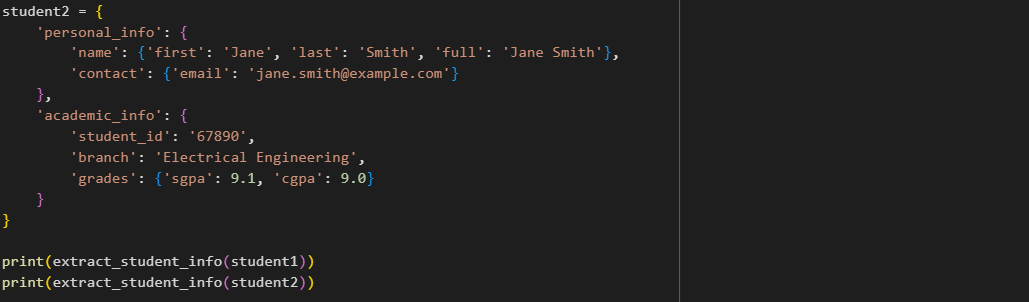 student2 = {
    'personal_info': {
        'name': {'first': 'Jane', 'last': 'Smith', 'full': 'Jane Smith'},
        'contact': {'email': 'jane.smith@example.com'}
    },
    'academic_info': {
        'student_id': '67890',
        'branch': 'Electrical Engineering',
        'grades': {'sgpa': 9.1, 'cgpa': 9.0}
    }
}

print(extract_student_info(student1))
print(extract_student_info(student2))